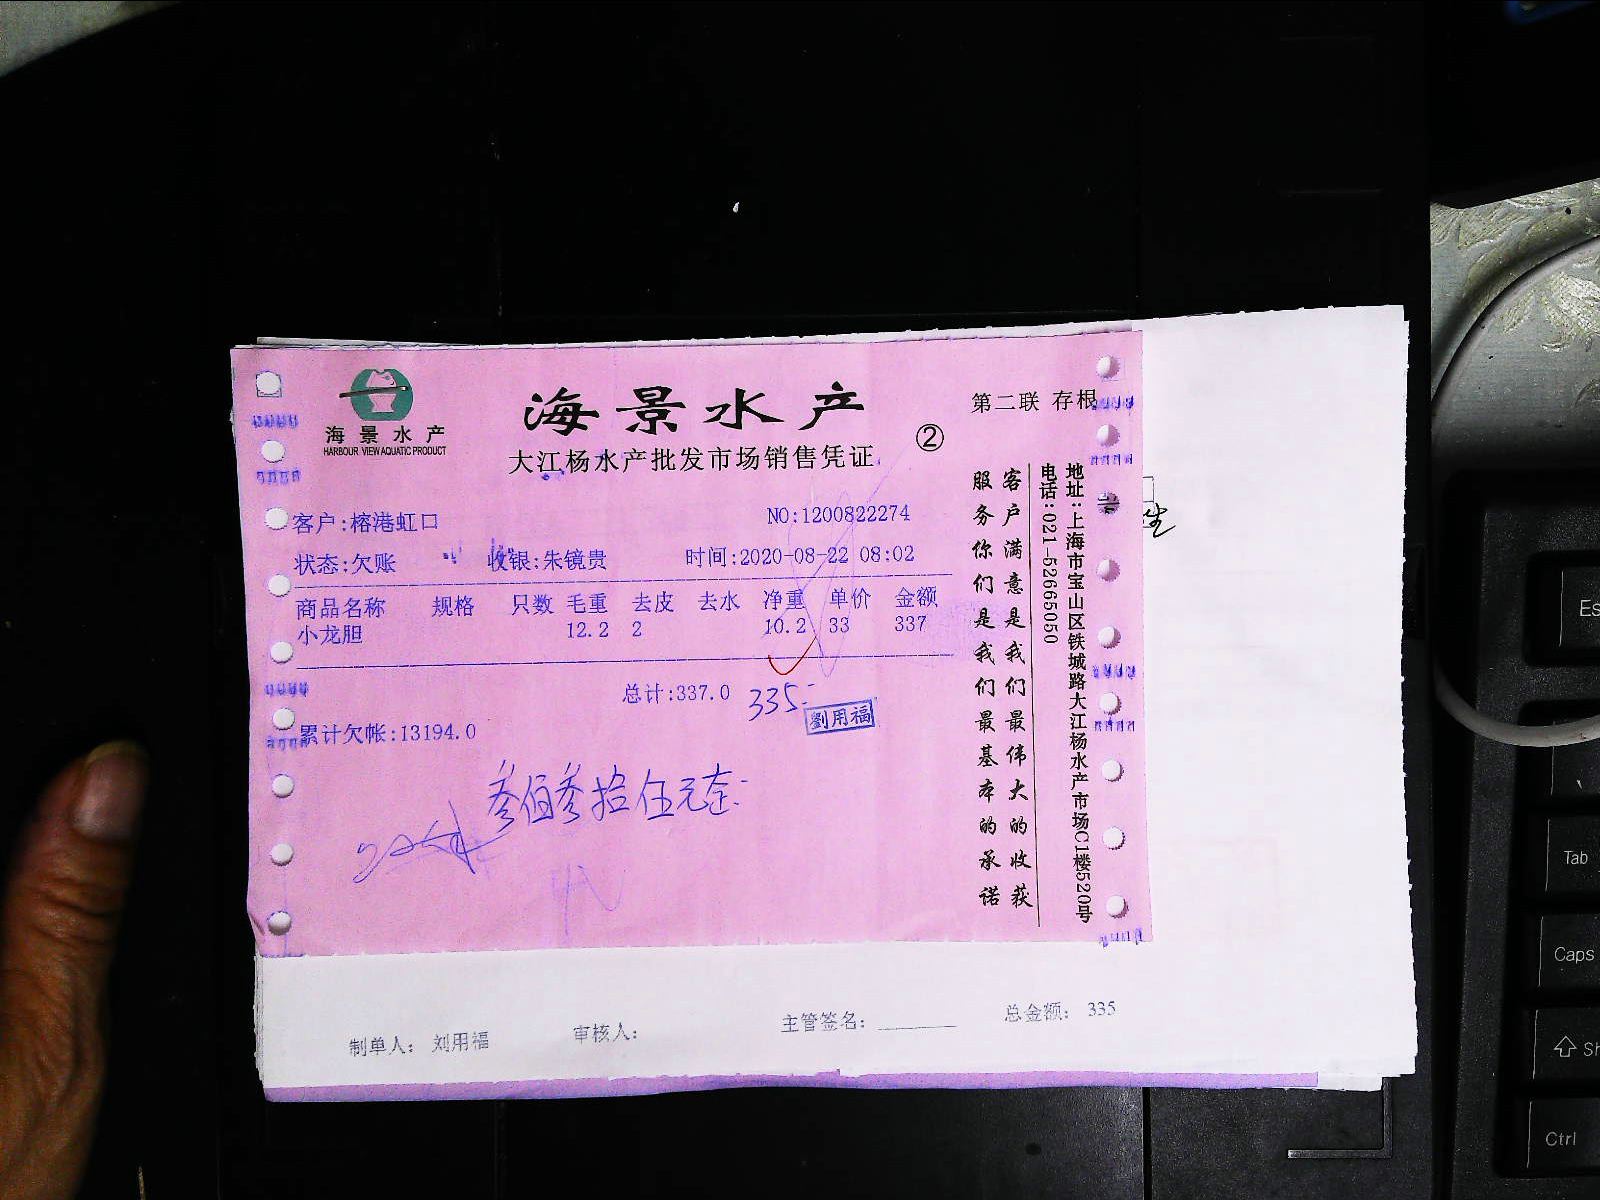 海景水产
HARBOUR VIEW AQUATIC PRODUCT
海景水产
大江杨水产批发市场销售凭证
②
第二联 存根
客户:榕港虹口
NO:1200822274
状态:欠账 收银:朱镜贵 时间:2020-08-22 08:02
商品名称 规格 只数 毛重 去皮 去水 净重 单价 金额
小龙胆 12.2 2 10.2 33 337
总计:337.0 335.-
劉用福
累计欠帐:13194.0
叁佰叁拾伍元
客户满意是我们最伟大的收获
服务你们是我们最基本的承诺
地址:上海市宝山区铁城路大江杨水产市场C1楼520号
电话:021-52665050
制单人: 刘用福 审核人: 主管签名: 总金额: 335
Es
Tab
Caps
Sh
Ctrl